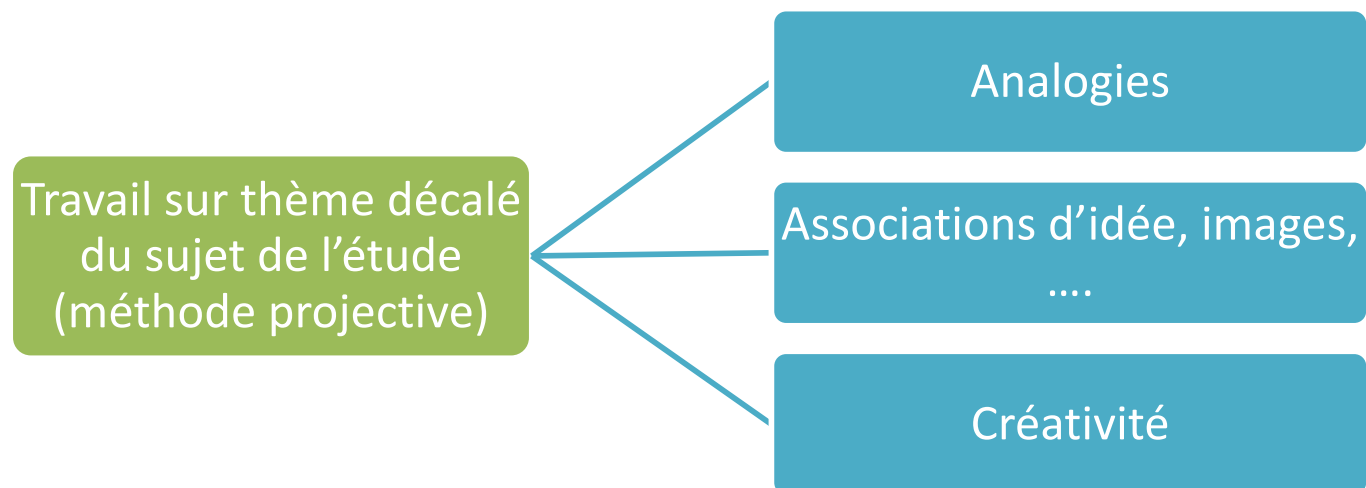 Travail sur thème décalé
du sujet de l’étude
(méthode projective)
Analogies
Associations d’idée, images,
….
Créativité